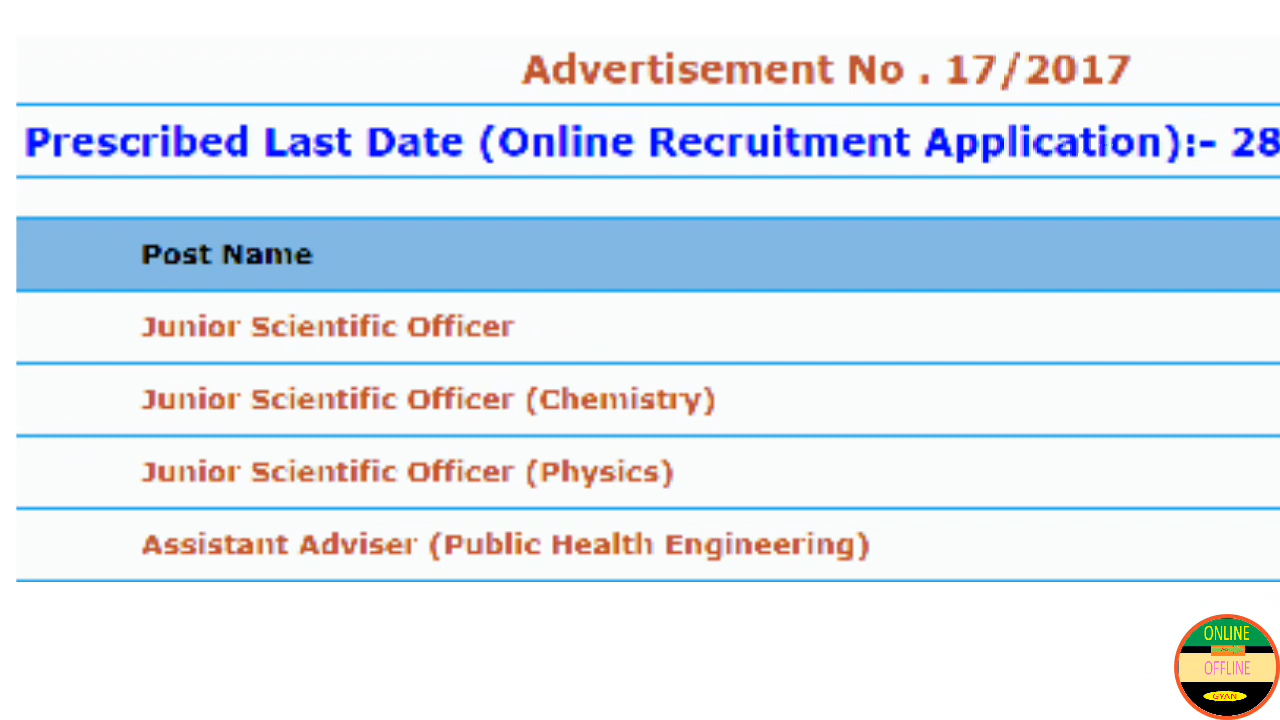 Advertisement No . 17/2017
Prescribed Last Date (Online Recruitment Application):- 28
Post Name
Junior Scientific Officer
Junior Scientific Officer (Chemistry)
Junior Scientific Officer (Physics)
Assistant Adviser (Public Health Engineering)
ONLINE
OFFLINE
GYAN